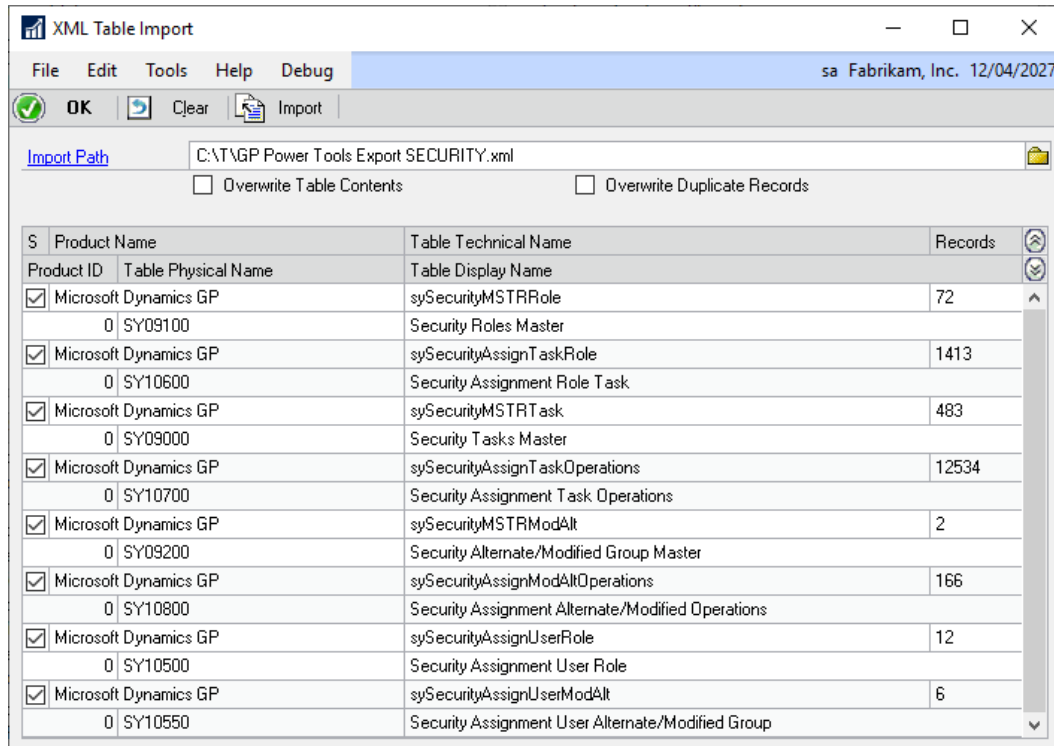 XML Table Import
File Edit Tools Help Debug sa Fabrikam, Inc. 12/04/2027
OK Clear Import
Import Path C:\T\GP Power Tools Export SECURITY.xml
Overwrite Table Contents Overwrite Duplicate Records
S Product Name Table Technical Name Records
Product ID Table Physical Name Table Display Name
Microsoft Dynamics GP sySecurityMSTRRole 72
0 SY09100 Security Roles Master
Microsoft Dynamics GP sySecurityAssignTaskRole 1413
0 SY10600 Security Assignment Role Task
Microsoft Dynamics GP sySecurityMSTRTask 483
0 SY09000 Security Tasks Master
Microsoft Dynamics GP sySecurityAssignTaskOperations 12534
0 SY10700 Security Assignment Task Operations
Microsoft Dynamics GP sySecurityMSTRModAlt 2
0 SY09200 Security Alternate/Modified Group Master
Microsoft Dynamics GP sySecurityAssignModAltOperations 166
0 SY10800 Security Assignment Alternate/Modified Operations
Microsoft Dynamics GP sySecurityAssignUserRole 12
0 SY10500 Security Assignment User Role
Microsoft Dynamics GP sySecurityAssignUserModAlt 6
0 SY10550 Security Assignment User Alternate/Modified Group